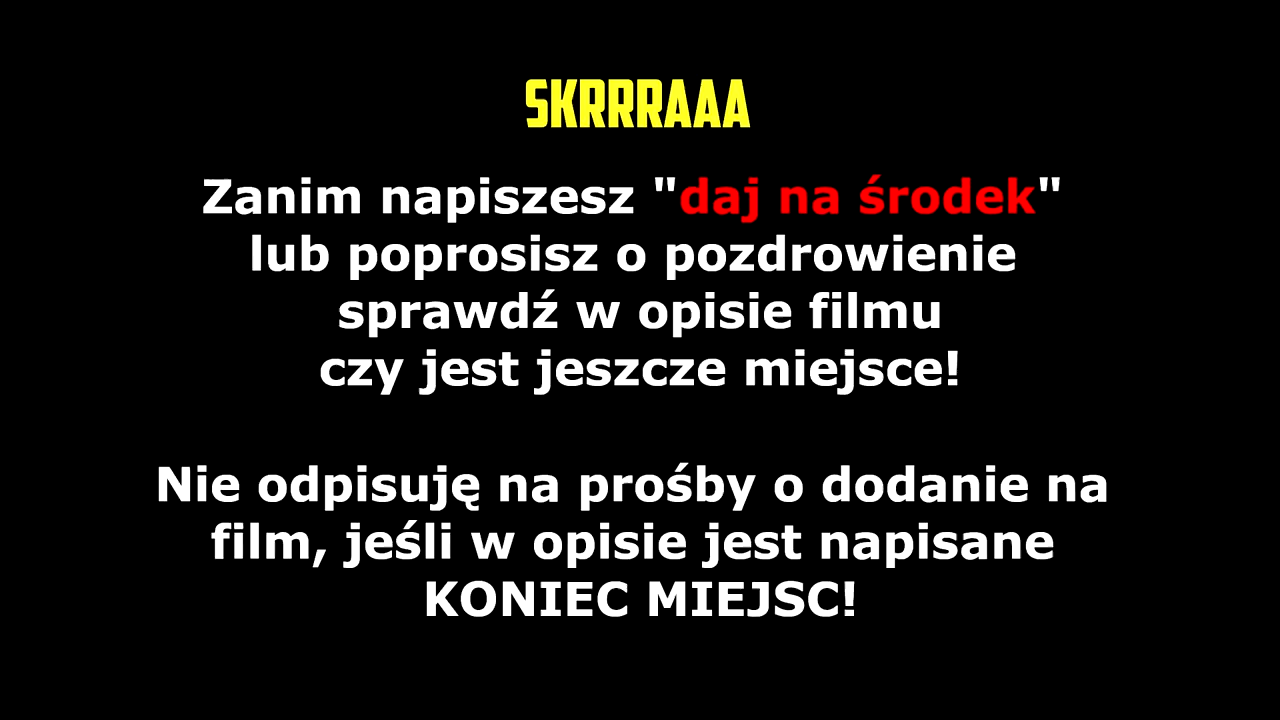 SKRRRAAA
Zanim napiszesz "daj na środek"
lub poprosisz o pozdrowienie
sprawdź w opisie filmu
czy jest jeszcze miejsce!
Nie odpisuję na prośby o dodanie na
film, jeśli w opisie jest napisane
KONIEC MIEJSC!